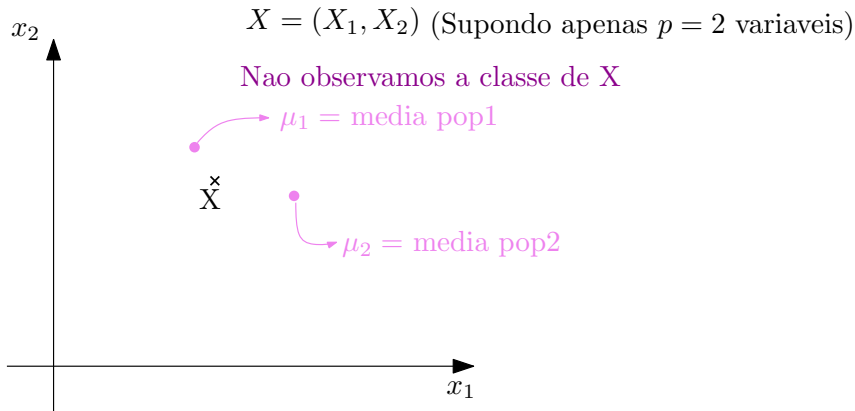 X = (X₁, X₂) (Supondo apenas p = 2 variaveis)
x₂
Nao observamos a classe de X
μ₁ = media pop1
X
μ₂ = media pop2
x₁